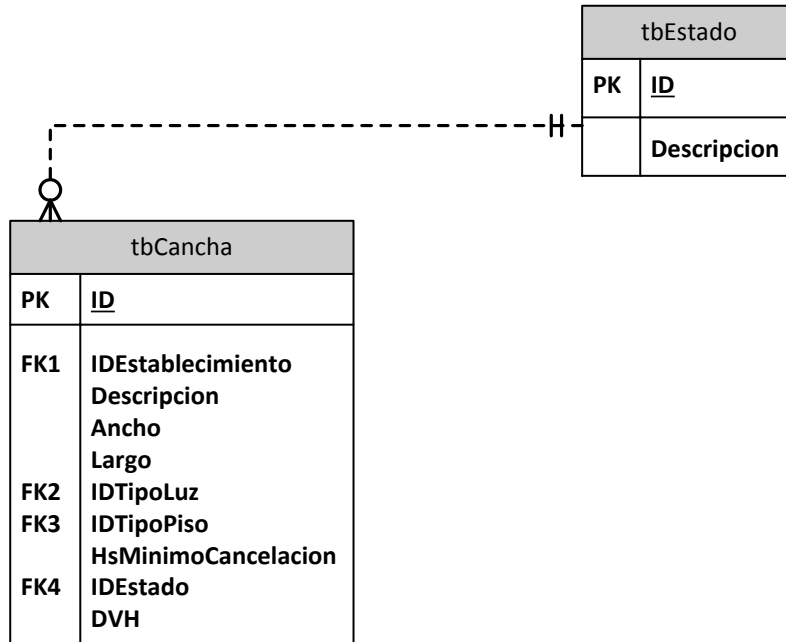 tbEstado
PK ID
Descripcion
tbCancha
PK ID
FK1 IDEstablecimiento
Descripcion
Ancho
Largo
FK2 IDTipoLuz
FK3 IDTipoPiso
HsMinimoCancelacion
FK4 IDEstado
DVH